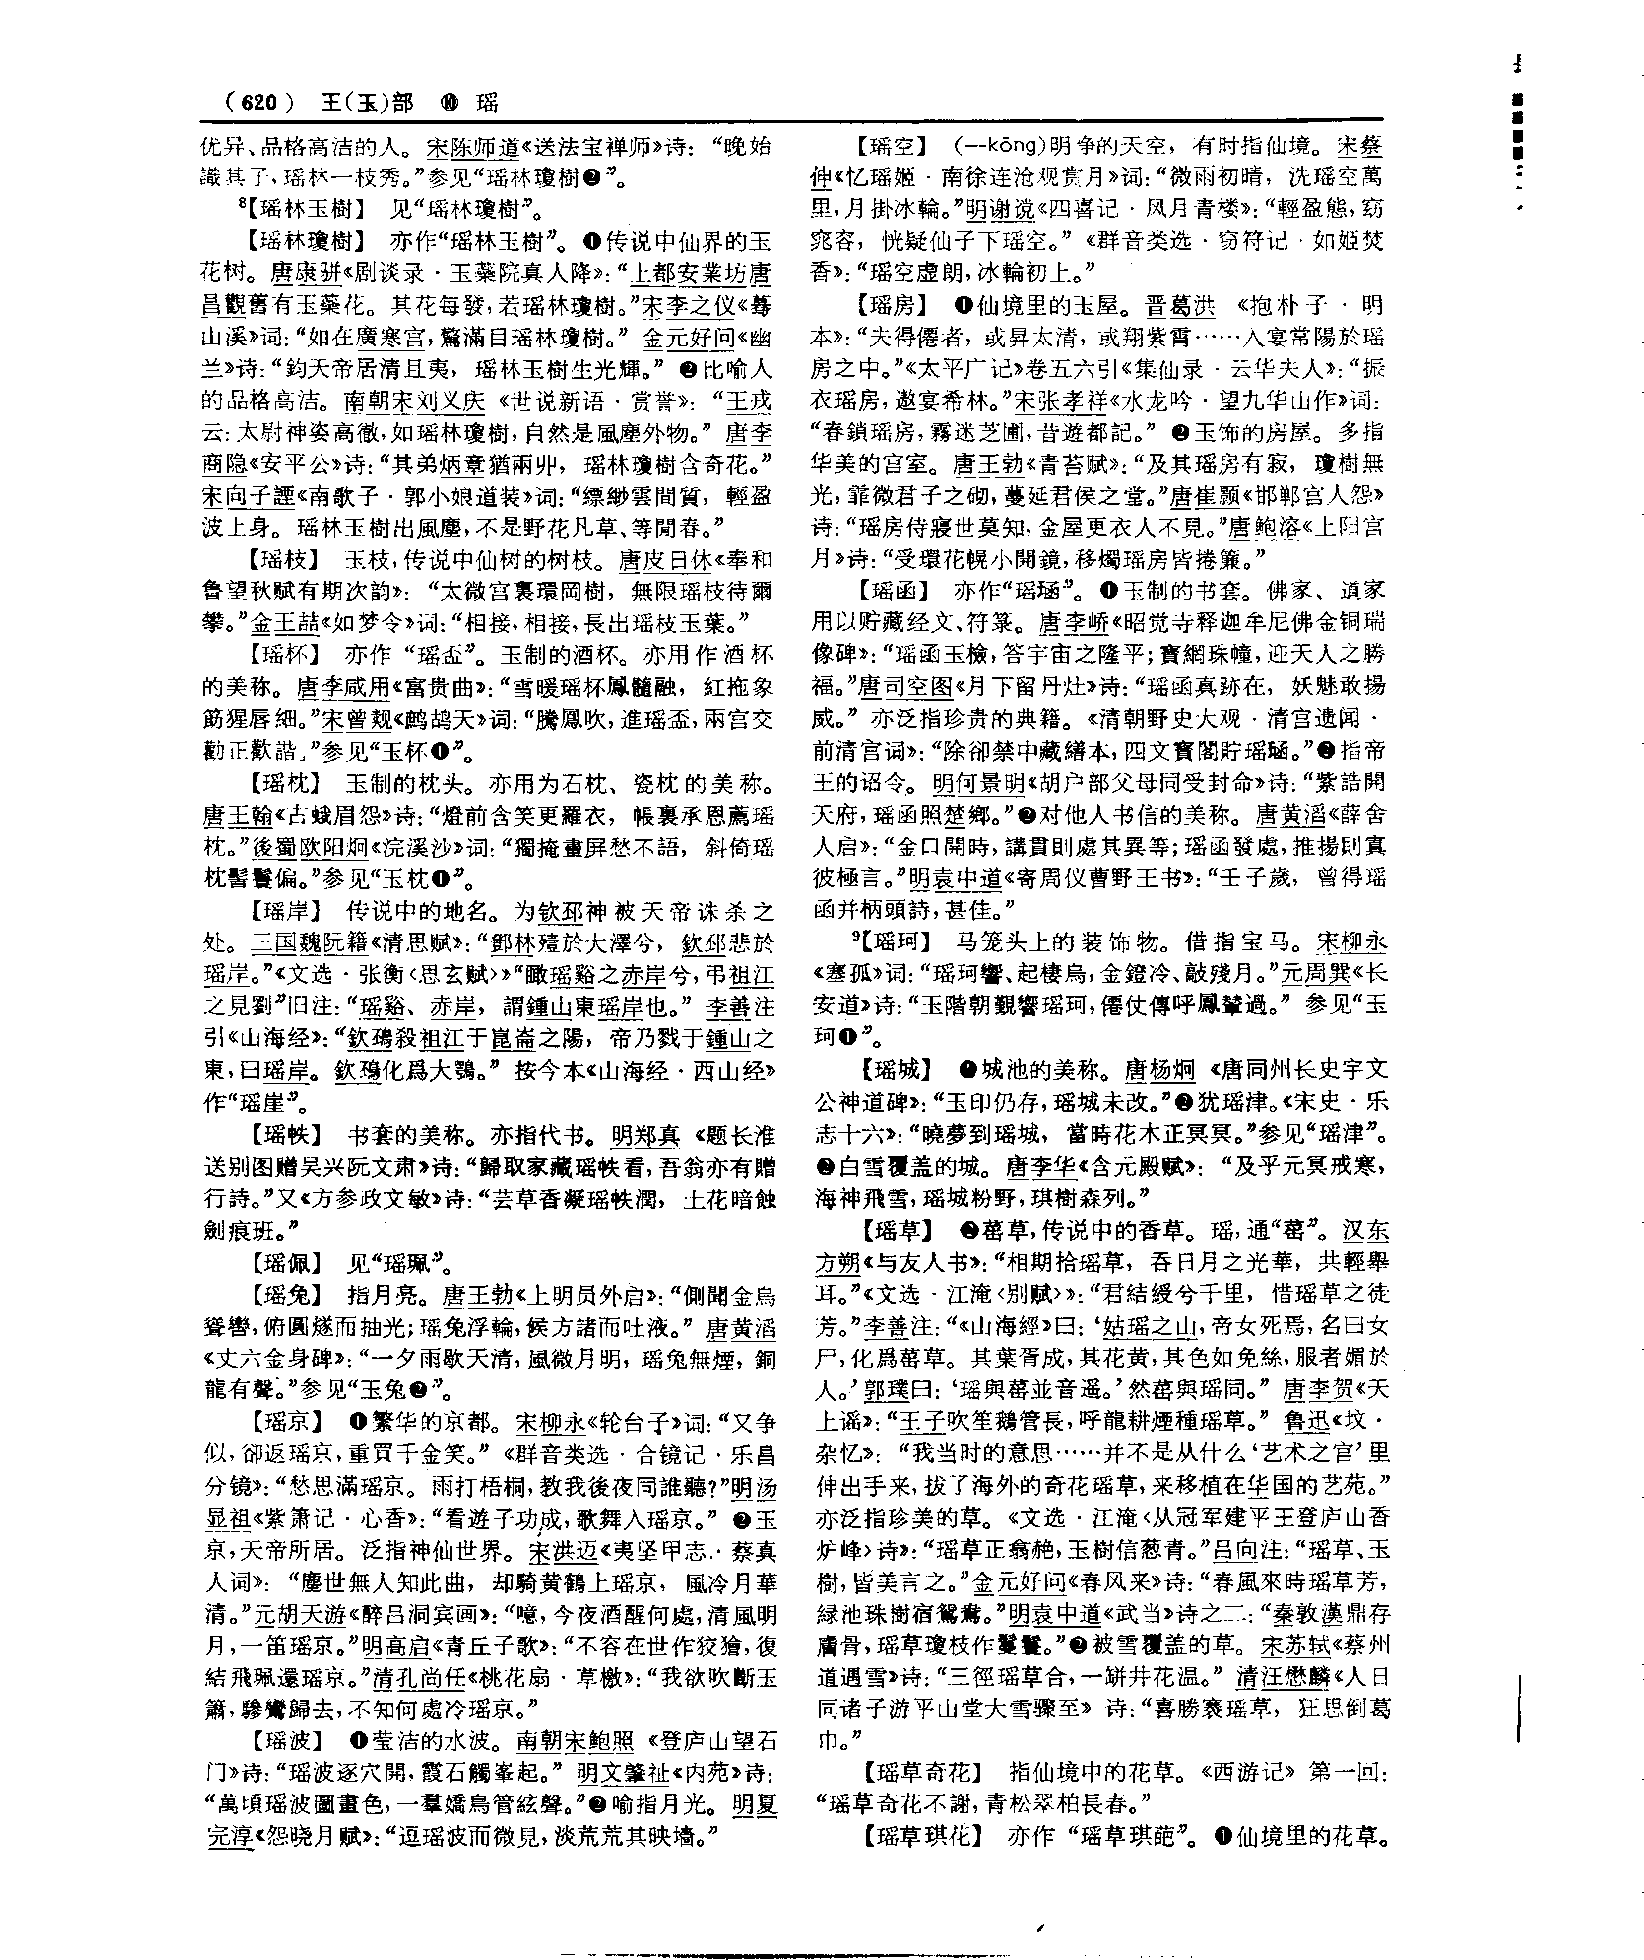 （620） 王(玉)部 ⑩ 瑶
优异、品格高洁的人。宋陈师道《送法宝禅师》诗：“晚始
識其子，瑶林一枝秀。”参见“瑶林瓊樹❷”。
⁸【瑶林玉樹】 见“瑶林瓊樹”。
【瑶林瓊樹】 亦作“瑶林玉樹”。❶传说中仙界的玉
花树。唐康骈《剧谈录·玉蘂院真人降》：“上都安業坊唐
昌觀舊有玉蘂花。其花每發，若瑶林瓊樹。”宋李之仪《蓦
山溪》词：“如在廣寒宫，驚滿目瑶林瓊樹。”金元好问《幽
兰》诗：“鈞天帝居清且夷，瑶林玉樹生光輝。”❷比喻人
的品格高洁。南朝宋刘义庆《世说新语·赏誉》：“王戎
云：太尉神姿高徹，如瑶林瓊樹，自然是風塵外物。”唐李
商隐《安平公》诗：“其弟炳章猶兩丱，瑶林瓊樹含奇花。”
宋向子諲《南歌子·郭小娘道装》词：“縹緲雲間質，輕盈
波上身。瑶林玉樹出風塵，不是野花凡草、等閒春。”
【瑶枝】 玉枝，传说中仙树的树枝。唐皮日休《奉和
鲁望秋赋有期次韵》：“太微宫裏環岡樹，無限瑶枝待爾
攀。”金王喆《如梦令》词：“相接，相接，長出瑶枝玉葉。”
【瑶杯】 亦作“瑶盃”。玉制的酒杯。亦用作酒杯
的美称。唐李咸用《富贵曲》：“雪暖瑶杯鳳髓融，紅拖象
筯猩唇細。”宋曾觌《鹧鸪天》词：“騰鳳吹，進瑶盃，兩宫交
勸正歡諧。”参见“玉杯❶”。
【瑶枕】 玉制的枕头。亦用为石枕、瓷枕的美称。
唐王翰《古蛾眉怨》诗：“燈前含笑更羅衣，帳裏承恩薦瑶
枕。”後蜀欧阳炯《浣溪沙》词：“獨掩畫屏愁不語，斜倚瑶
枕髻鬟偏。”参见“玉枕❶”。
【瑶岸】 传说中的地名。为钦邳神被天帝诛杀之
处。三国魏阮籍《清思赋》：“鄧林殪於大澤兮，欽邳悲於
瑶岸。”《文选·张衡〈思玄赋〉》“瞰瑶谿之赤岸兮，弔祖江
之見劉”旧注：“瑶谿、赤岸，謂鍾山東瑶岸也。”李善注
引《山海经》：“欽䲹殺祖江于崑崙之陽，帝乃戮于鍾山之
東，曰瑶岸。欽䲹化爲大鶚。”按今本《山海经·西山经》
作“瑶崖”。
【瑶帙】 书套的美称。亦指代书。明郑真《题长淮
送别图赠吴兴阮文肃》诗：“歸取家藏瑶帙看，吾翁亦有贈
行詩。”又《方参政文敏》诗：“芸草香凝瑶帙潤，土花暗蝕
劍痕班。”
【瑶佩】 见“瑶珮”。
【瑶兔】 指月亮。唐王勃《上明员外启》：“側聞金烏
聳轡，俯圓燧而抽光；瑶兔浮輪，候方諸而吐液。”唐黄滔
《丈六金身碑》：“一夕雨歇天清，風微月明，瑶兔無煙，銅
龍有聲。”参见“玉兔❷”。
【瑶京】 ❶繁华的京都。宋柳永《轮台子》词：“又争
似，卻返瑶京，重買千金笑。”《群音类选·合镜记·乐昌
分镜》：“愁思滿瑶京。雨打梧桐，教我後夜同誰聽？”明汤
显祖《紫箫记·心香》：“看遊子功成，歌舞入瑶京。”❷玉
京，天帝所居。泛指神仙世界。宋洪迈《夷坚甲志·蔡真
人词》：“塵世無人知此曲，却騎黄鶴上瑶京，風冷月華
清。”元胡天游《醉吕洞宾画》：“噫，今夜酒醒何處，清風明
月，一笛瑶京。”明高启《青丘子歌》：“不容在世作狡獪，復
結飛珮還瑶京。”清孔尚任《桃花扇·草檄》：“我欲吹斷玉
簫，驂鸞歸去，不知何處冷瑶京。”
【瑶波】 ❶莹洁的水波。南朝宋鲍照《登庐山望石
门》诗：“瑶波逐穴開，霞石觸峯起。”明文肇祉《内苑》诗：
“萬頃瑶波圖畫色，一羣嬌鳥管絃聲。”❷喻指月光。明夏
完淳《怨晓月赋》：“逗瑶波而微見，淡荒荒其映墙。”
【瑶空】 （—kōng）明净的天空，有时指仙境。宋蔡
伸《忆瑶姬·南徐连沧观赏月》词：“微雨初晴，洗瑶空萬
里，月掛冰輪。”明谢谠《四喜记·凤月青楼》：“輕盈態，窈
窕容，恍疑仙子下瑶空。”《群音类选·窃符记·如姬焚
香》：“瑶空虚朗，冰輪初上。”
【瑶房】 ❶仙境里的玉屋。晋葛洪《抱朴子·明
本》：“夫得僊者，或昇太清，或翔紫霄……入宴常陽於瑶
房之中。”《太平广记》卷五六引《集仙录·云华夫人》：“振
衣瑶房，遨宴希林。”宋张孝祥《水龙吟·望九华山作》词：
“春鎖瑶房，霧迷芝圃，昔遊都記。”❷玉饰的房屋。多指
华美的宫室。唐王勃《青苔赋》：“及其瑶房有寂，瓊樹無
光，霏微君子之砌，蔓延君侯之堂。”唐崔颢《邯郸宫人怨》
诗：“瑶房侍寢世莫知，金屋更衣人不見。”唐鲍溶《上阳宫
月》诗：“受環花幌小開鏡，移燭瑶房皆捲簾。”
【瑶函】 亦作“瑶𤤼”。❶玉制的书套。佛家、道家
用以贮藏经文、符箓。唐李峤《昭觉寺释迦牟尼佛金铜瑞
像碑》：“瑶函玉檢，答宇宙之隆平；寶網珠幢，迎天人之勝
福。”唐司空图《月下留丹灶》诗：“瑶函真跡在，妖魅敢揚
威。”亦泛指珍贵的典籍。《清朝野史大观·清宫遗闻·
前清宫词》：“除卻禁中藏繕本，四文寳閣貯瑶函。”❷指帝
王的诏令。明何景明《胡户部父母同受封命》诗：“紫誥開
天府，瑶函照楚鄉。”❷对他人书信的美称。唐黄滔《薛舍
人启》：“金口開時，講貫則處其異等；瑶函發處，推揚則寘
彼極言。”明袁中道《寄周仪曹野王书》：“壬子歲，曾得瑶
函并柄頭詩，甚佳。”
⁹【瑶珂】 马笼头上的装饰物。借指宝马。宋柳永
《塞孤》词：“瑶珂響、起棲烏，金鐙冷、敲殘月。”元周巽《长
安道》诗：“玉階朝覲響瑶珂，僊仗傳呼鳳輦過。”参见“玉
珂❶”。
【瑶城】 ❶城池的美称。唐杨炯《唐同州长史宇文
公神道碑》：“玉印仍存，瑶城未改。”❷犹瑶津。《宋史·乐
志十六》：“曉夢到瑶城，當時花木正冥冥。”参见“瑶津”。
❷白雪覆盖的城。唐李华《含元殿赋》：“及乎元冥戒寒，
海神飛雪，瑶城粉野，琪樹森列。”
【瑶草】 ❷䔄草，传说中的香草。瑶，通“䔄”。汉东
方朔《与友人书》：“相期拾瑶草，吞日月之光華，共輕舉
耳。”《文选·江淹〈别赋〉》：“君結綬兮千里，惜瑶草之徒
芳。”李善注：“《山海經》曰：‘姑瑶之山，帝女死焉，名曰女
尸，化爲䔄草。其葉胥成，其花黄，其色如兔絲，服者媚於
人。’郭璞曰：‘瑶與䔄並音遥。’然䔄與瑶同。”唐李贺《天
上谣》：“王子吹笙鵝管長，呼龍耕煙種瑶草。”鲁迅《坟·
杂忆》：“我当时的意思……并不是从什么‘艺术之宫’里
伸出手来，拔了海外的奇花瑶草，来移植在华国的艺苑。”
亦泛指珍美的草。《文选·江淹〈从冠军建平王登庐山香
炉峰〉诗》：“瑶草正翕赩，玉樹信葱青。”吕向注：“瑶草、玉
樹，皆美言之。”金元好问《春风来》诗：“春風來時瑶草芳，
緑池珠樹宿鴛鴦。”明袁中道《武当》诗之二：“秦敦漢鼎存
膚骨，瑶草瓊枝作鬘鬟。”❷被雪覆盖的草。宋苏轼《蔡州
道遇雪》诗：“三徑瑶草合，一缾井花温。”清汪懋麟《人日
同诸子游平山堂大雪骤至》诗：“喜勝褰瑶草，狂思倒葛
巾。”
【瑶草奇花】 指仙境中的花草。《西游记》第一回：
“瑶草奇花不謝，青松翠柏長春。”
【瑶草琪花】 亦作“瑶草琪葩”。❶仙境里的花草。